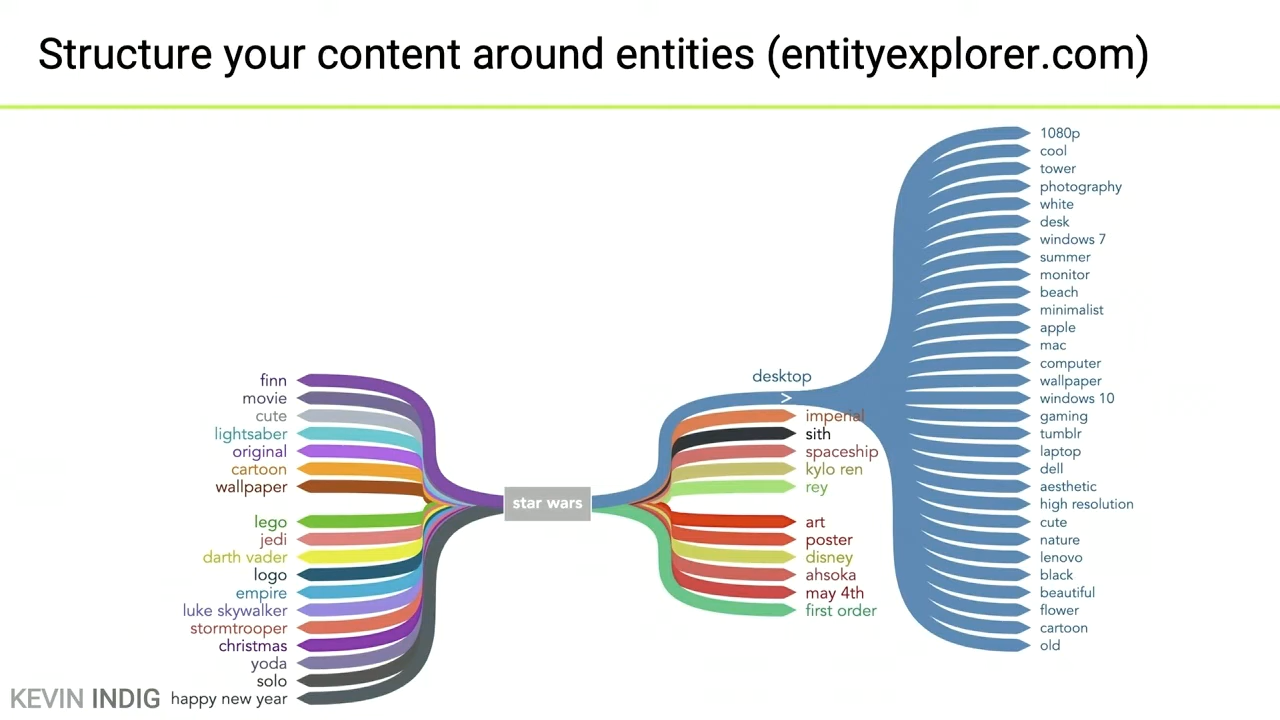 Structure your content around entities (entityexplorer.com)
finn
movie
cute
lightsaber
original
cartoon
wallpaper
lego
jedi
darth vader
logo
empire
luke skywalker
stormtrooper
christmas
yoda
solo
happy new year
star wars
desktop
>
imperial
sith
spaceship
kylo ren
rey
art
poster
disney
ahsoka
may 4th
first order
1080p
cool
tower
photography
white
desk
windows 7
summer
monitor
beach
minimalist
apple
mac
computer
wallpaper
windows 10
gaming
tumblr
laptop
dell
aesthetic
high resolution
cute
nature
lenovo
black
beautiful
flower
cartoon
old
KEVIN INDIG